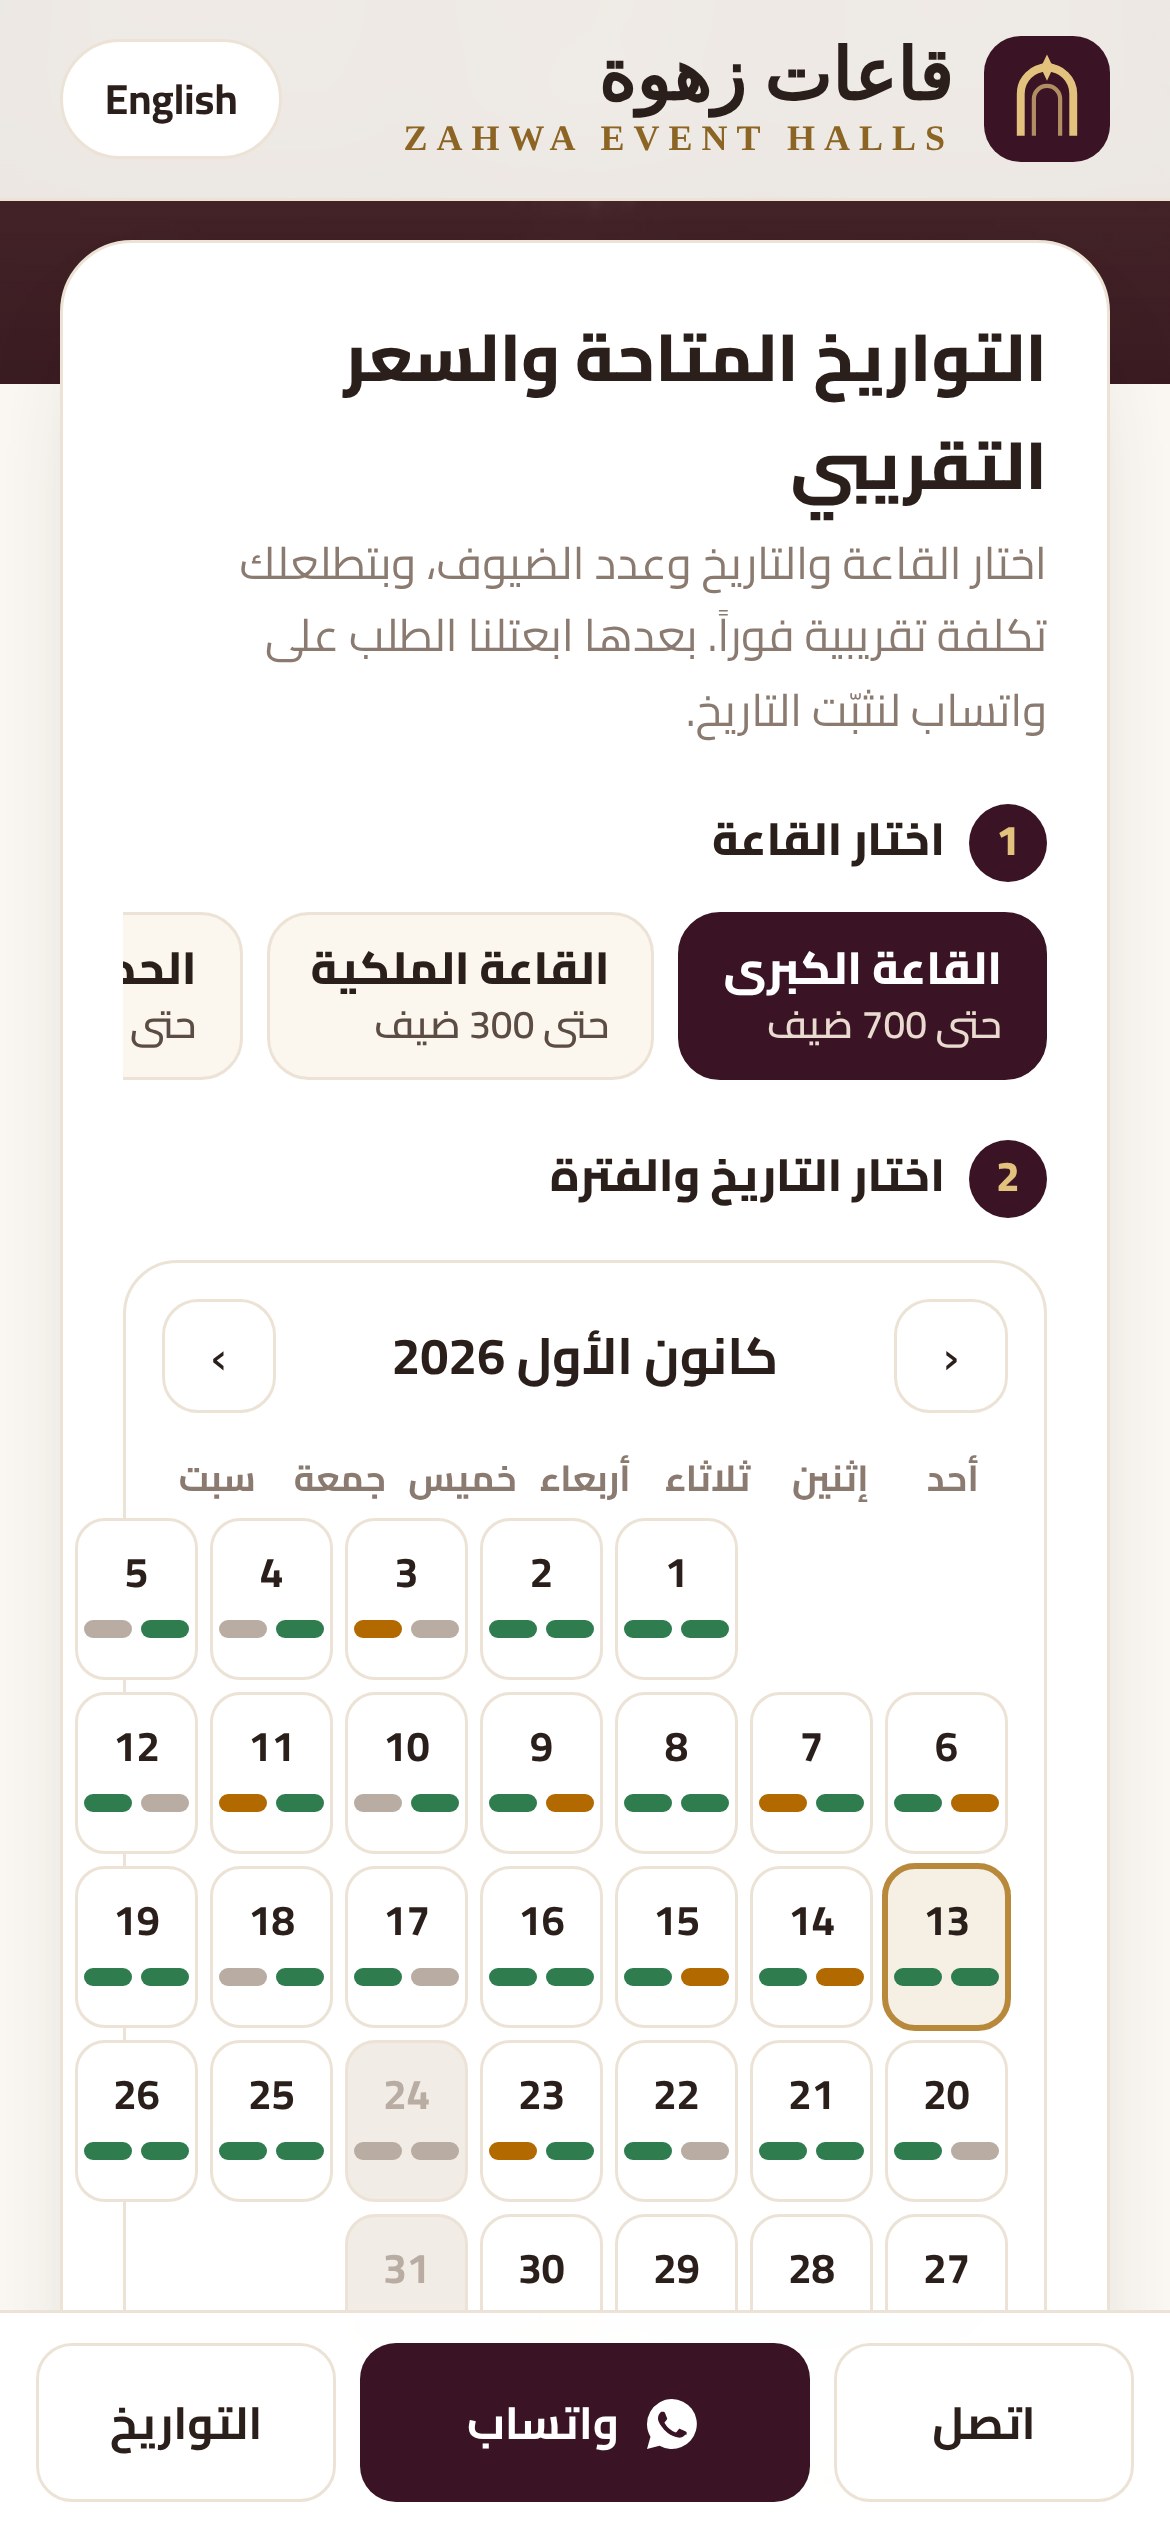 قاعات زهوة
ZAHWA EVENT HALLS
English
التواريخ المتاحة والسعر
التقريبي
اختار القاعة والتاريخ وعدد الضيوف، وبتطلعلك
تكلفة تقريبية فوراً. بعدها ابعتلنا الطلب على
واتساب لنثبّت التاريخ.
1 اختار القاعة
القاعة الكبرى
حتى 700 ضيف
القاعة الملكية
حتى 300 ضيف
حتى
2 اختار التاريخ والفترة
كانون الأول 2026
أحد إثنين ثلاثاء أربعاء خميس جمعة سبت
1 2 3 4 5
6 7 8 9 10 11 12
13 14 15 16 17 18 19
20 21 22 23 24 25 26
27 28 29 30 31
اتصل
واتساب
التواريخ